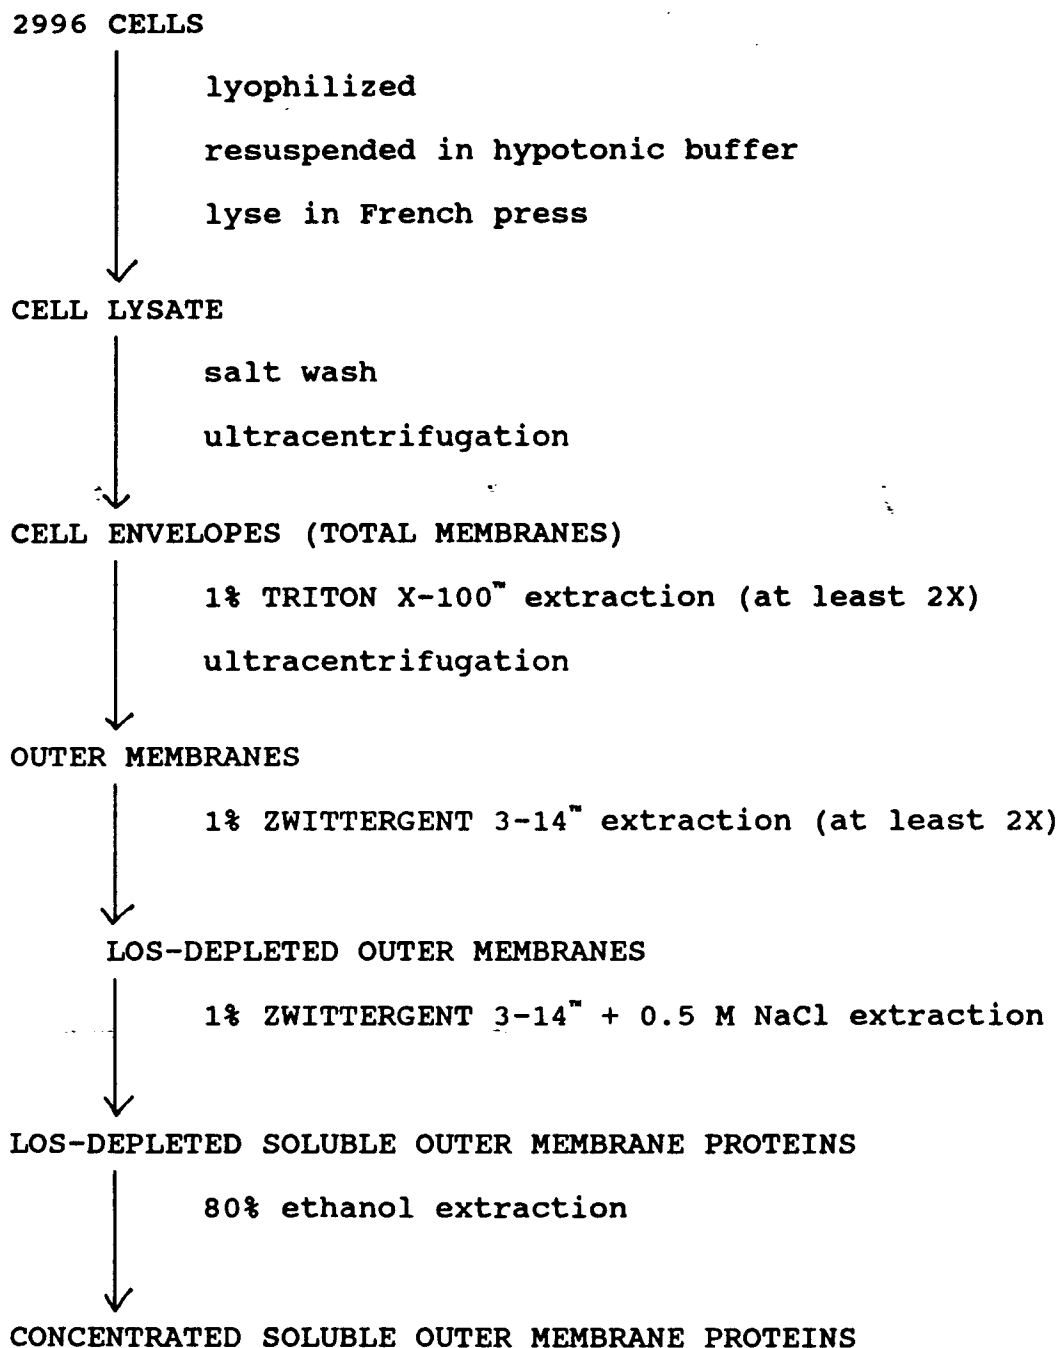 2996 CELLS
lyophilized
resuspended in hypotonic buffer
lyse in French press
CELL LYSATE
salt wash
ultracentrifugation
CELL ENVELOPES (TOTAL MEMBRANES)
1% TRITON X-100™ extraction (at least 2X)
ultracentrifugation
OUTER MEMBRANES
1% ZWITTERGENT 3-14™ extraction (at least 2X)
LOS-DEPLETED OUTER MEMBRANES
1% ZWITTERGENT 3-14™ + 0.5 M NaCl extraction
LOS-DEPLETED SOLUBLE OUTER MEMBRANE PROTEINS
80% ethanol extraction
CONCENTRATED SOLUBLE OUTER MEMBRANE PROTEINS